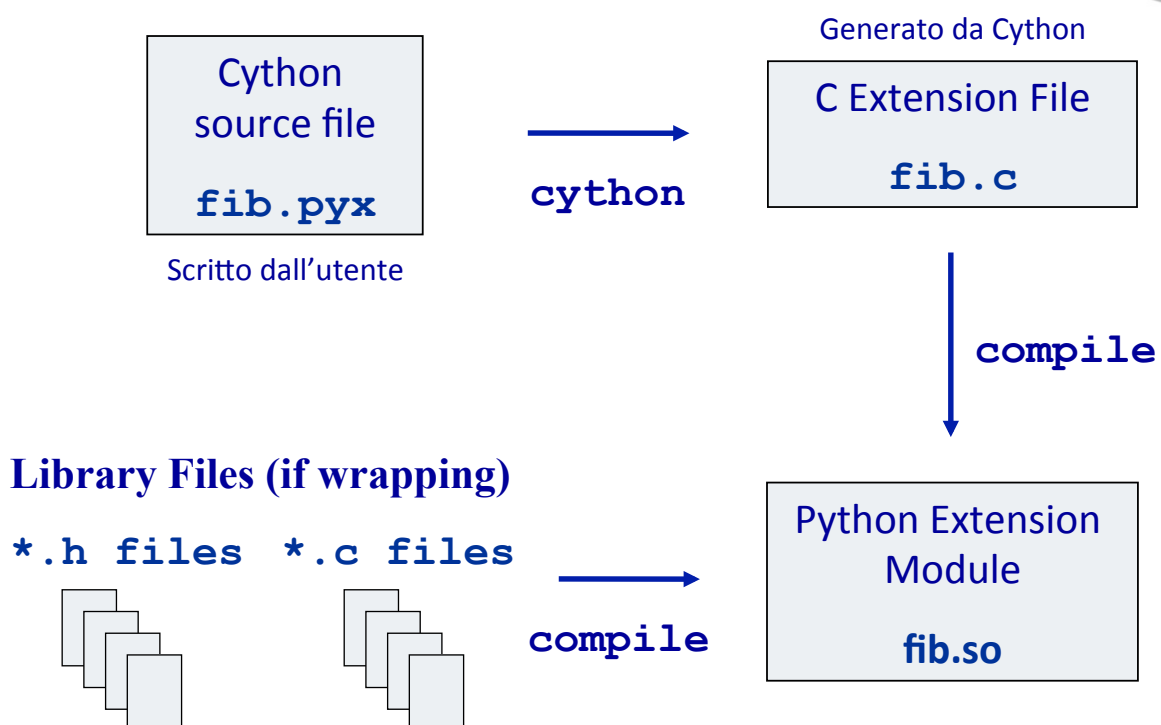 Cython
source file
fib.pyx
Scritto dall’utente
cython
Generato da Cython
C Extension File
fib.c
compile
Library Files (if wrapping)
*.h files *.c files
compile
Python Extension
Module
fib.so